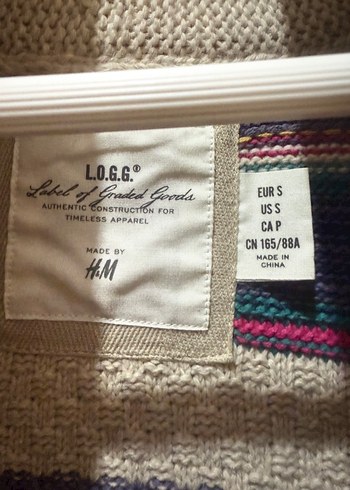 L.O.G.G.®
Label of Graded Goods
AUTHENTIC CONSTRUCTION FOR
TIMELESS APPAREL
MADE BY
H&M
EUR S
US S
CA P
CN 165/88A
MADE IN
CHINA